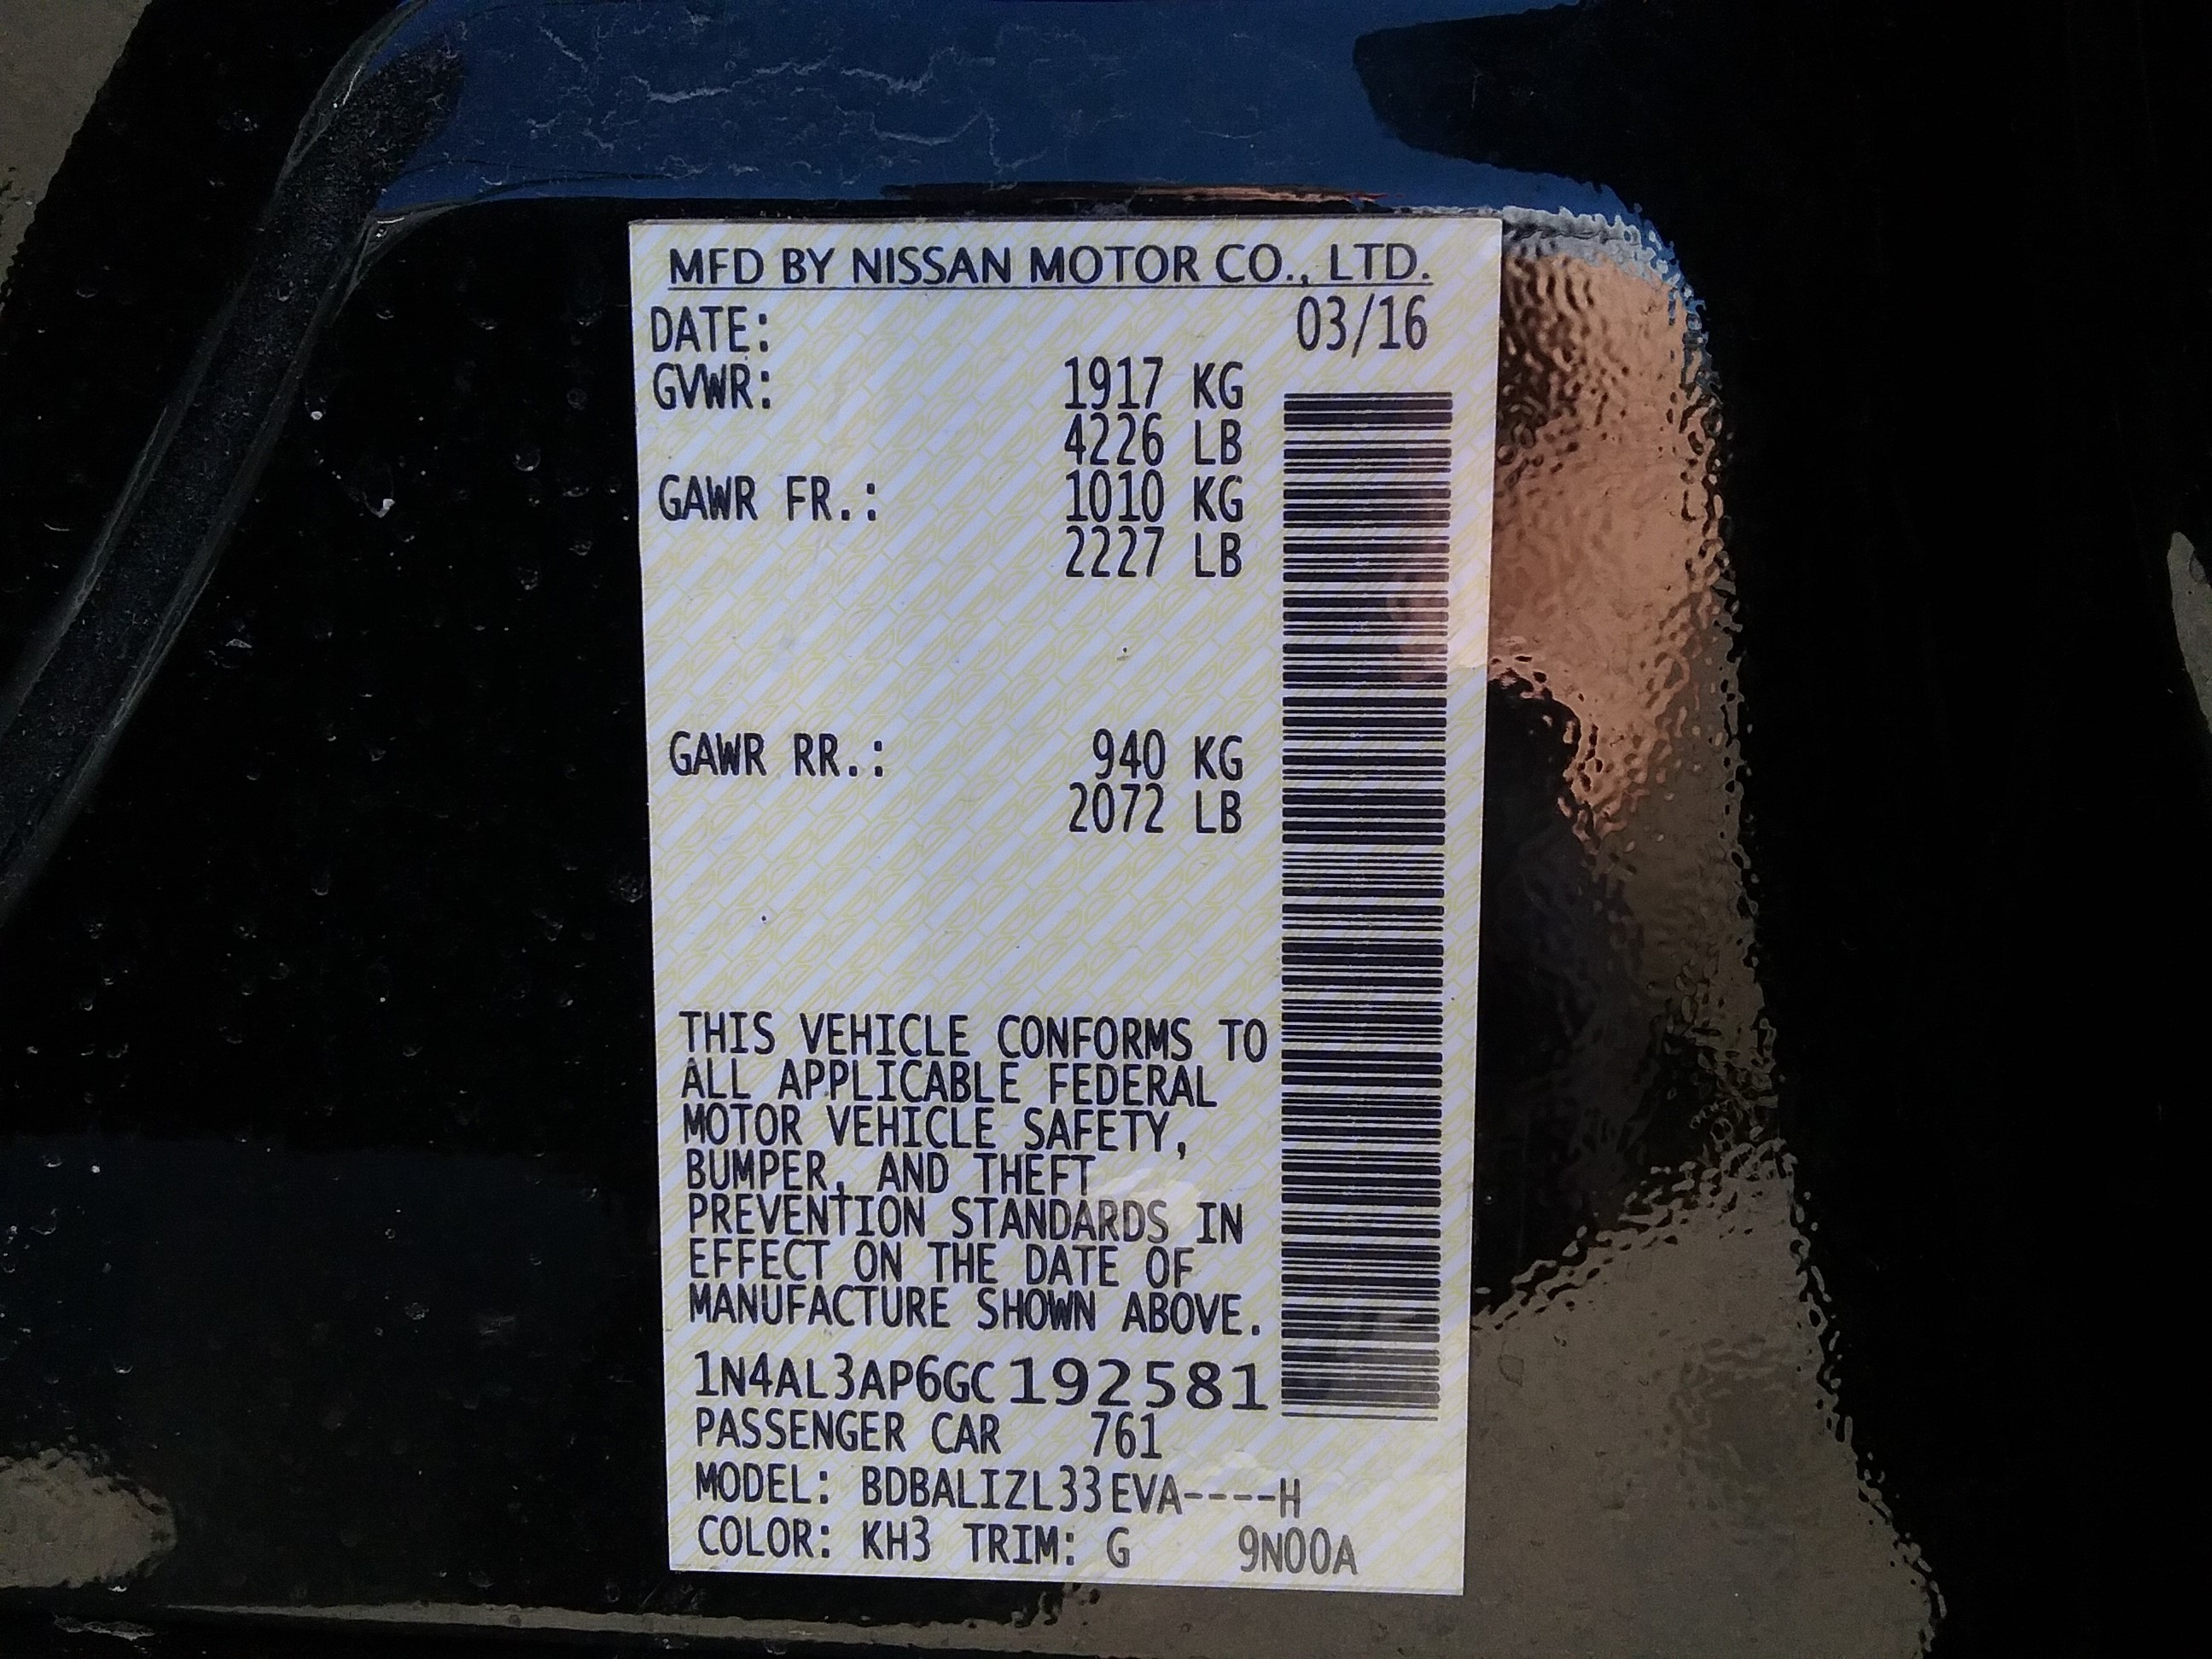 MFD BY NISSAN MOTOR CO., LTD.
DATE: 03/16
GVWR: 1917 KG
4226 LB
GAWR FR.: 1010 KG
2227 LB
GAWR RR.: 940 KG
2072 LB
THIS VEHICLE CONFORMS TO
ALL APPLICABLE FEDERAL
MOTOR VEHICLE SAFETY,
BUMPER, AND THEFT
PREVENTION STANDARDS IN
EFFECT ON THE DATE OF
MANUFACTURE SHOWN ABOVE.
1N4AL3AP6GC192581
PASSENGER CAR 761
MODEL: BDBALIZL33EVA----H
COLOR: KH3 TRIM: G 9N00A